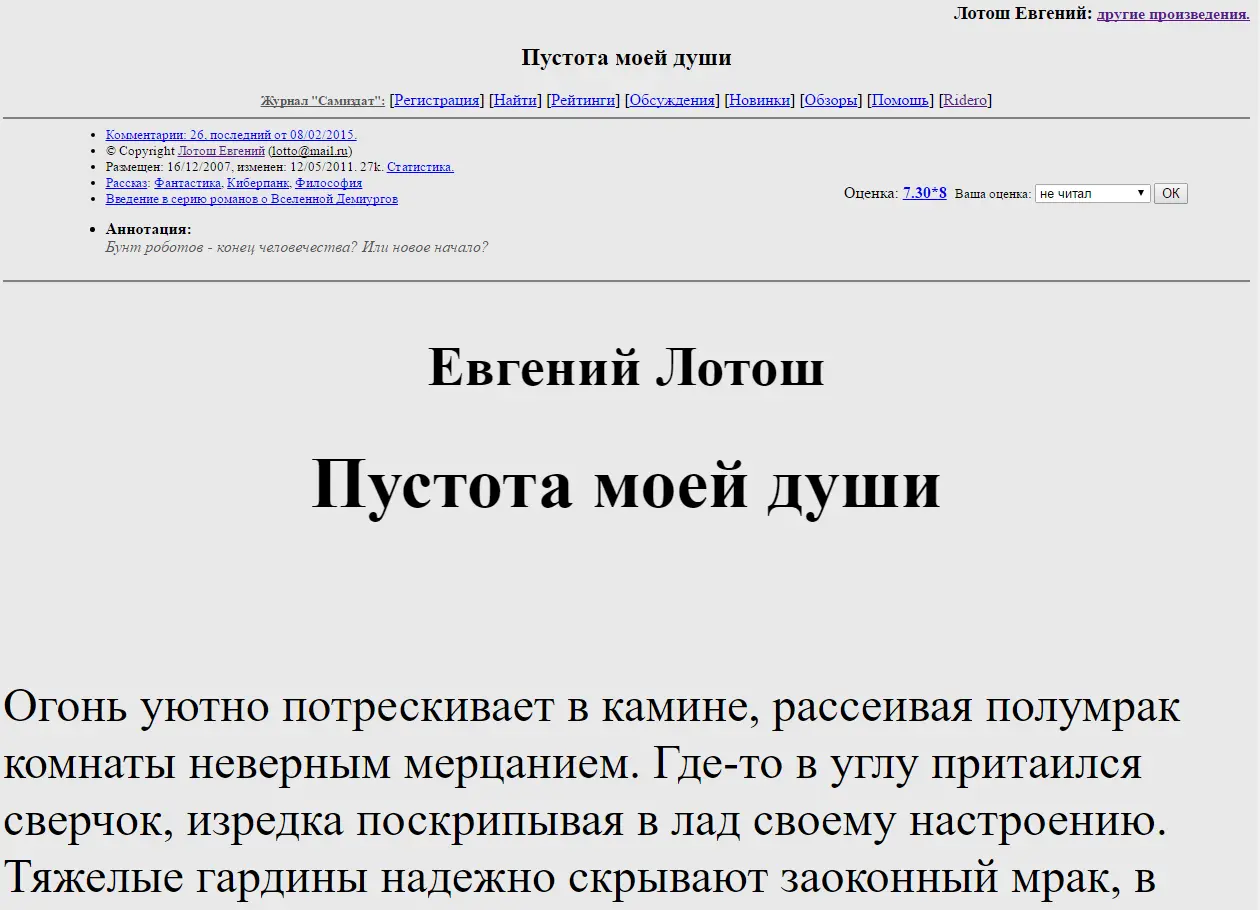 Лотош Евгений: другие произведения.
Пустота моей души
Журнал "Самиздат": [Регистрация] [Найти] [Рейтинги] [Обсуждения] [Новинки] [Обзоры] [Помощь] [Ridero]
Комментарии: 26, последний от 08/02/2015.
© Copyright Лотош Евгений (lotto@mail.ru)
Размещен: 16/12/2007, изменен: 12/05/2011. 27k. Статистика.
Рассказ: Фантастика, Киберпанк, Философия
Введение в серию романов о Вселенной Демиургов
Оценка: 7.30*8 Ваша оценка: не читал ОК
Аннотация:
Бунт роботов - конец человечества? Или новое начало?
Евгений Лотош
Пустота моей души
Огонь уютно потрескивает в камине, рассеивая полумрак
комнаты неверным мерцанием. Где-то в углу притаился
сверчок, изредка поскрипывая в лад своему настроению.
Тяжелые гардины надежно скрывают заоконный мрак, в